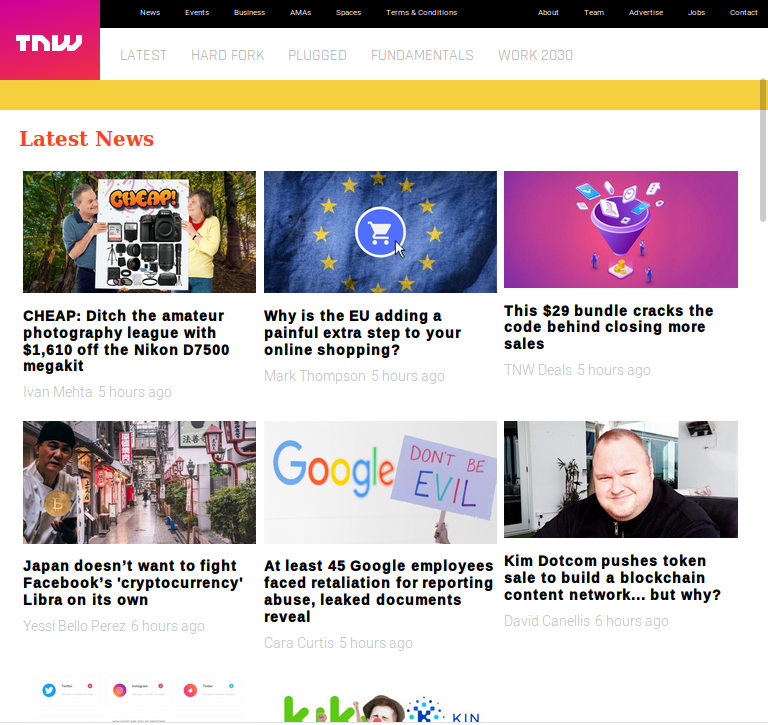 TNW
News Events Business AMAs Spaces Terms & Conditions About Team Advertise Jobs Contact
LATEST HARD FORK PLUGGED FUNDAMENTALS WORK 2030
Latest News
CHEAP!
CHEAP: Ditch the amateur
photography league with
$1,610 off the Nikon D7500
megakit
Ivan Mehta 5 hours ago
Why is the EU adding a
painful extra step to your
online shopping?
Mark Thompson 5 hours ago
This $29 bundle cracks the
code behind closing more
sales
TNW Deals 5 hours ago
Japan doesn’t want to fight
Facebook’s 'cryptocurrency'
Libra on its own
Yessi Bello Perez 6 hours ago
Google
DON'T BE
EVIL
At least 45 Google employees
faced retaliation for reporting
abuse, leaked documents
reveal
Cara Curtis 5 hours ago
Kim Dotcom pushes token
sale to build a blockchain
content network... but why?
David Canellis 6 hours ago
Twitter Instagram Tinder
kik
KIN